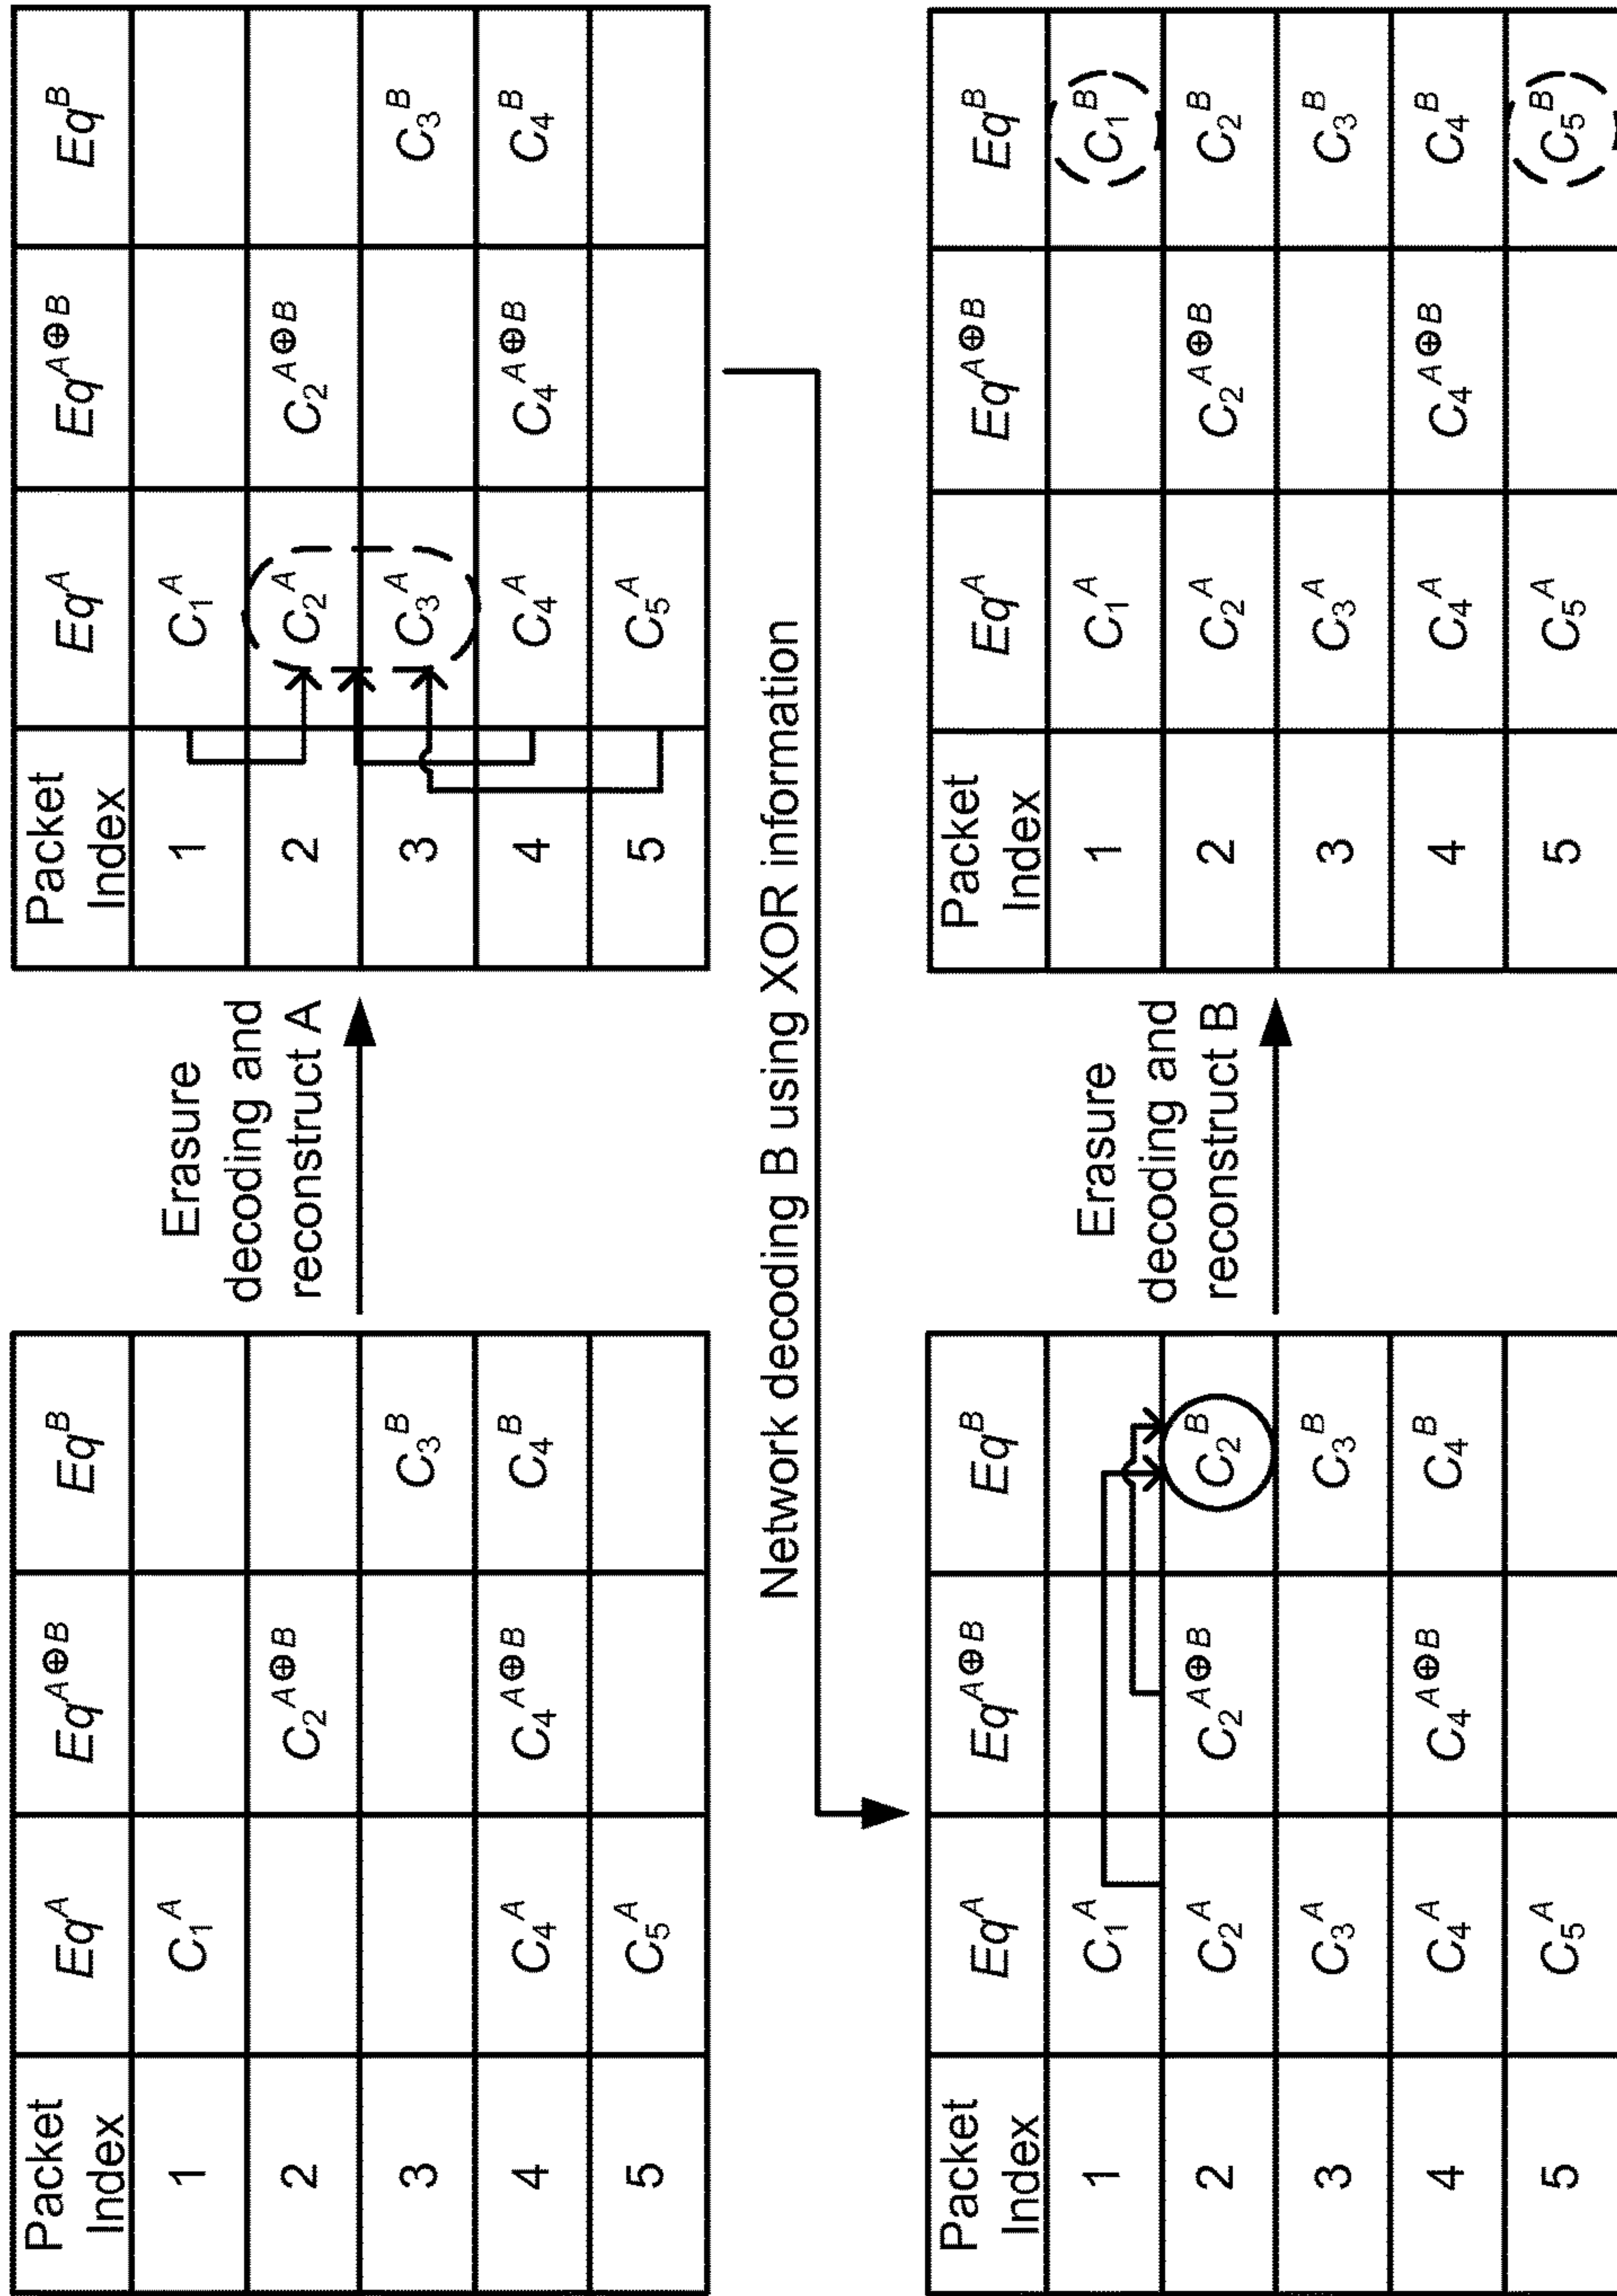 Packet Index Eq^A Eq^{A⊕B} Eq^B
1 C_1^A
2 C_2^{A⊕B}
3 C_3^B
4 C_4^A C_4^{A⊕B} C_4^B
5 C_5^A
Erasure
decoding and
reconstruct A
Packet Index Eq^A Eq^{A⊕B} Eq^B
1 C_1^A
2 C_2^A C_2^{A⊕B}
3 C_3^A C_3^B
4 C_4^A C_4^{A⊕B} C_4^B
5 C_5^A
Network decoding B using XOR information
Packet Index Eq^A Eq^{A⊕B} Eq^B
1 C_1^A
2 C_2^A C_2^{A⊕B} C_2^B
3 C_3^A C_3^B
4 C_4^A C_4^{A⊕B} C_4^B
5 C_5^A
Erasure
decoding and
reconstruct B
Packet Index Eq^A Eq^{A⊕B} Eq^B
1 C_1^A C_1^B
2 C_2^A C_2^{A⊕B} C_2^B
3 C_3^A C_3^B
4 C_4^A C_4^{A⊕B} C_4^B
5 C_5^A C_5^B